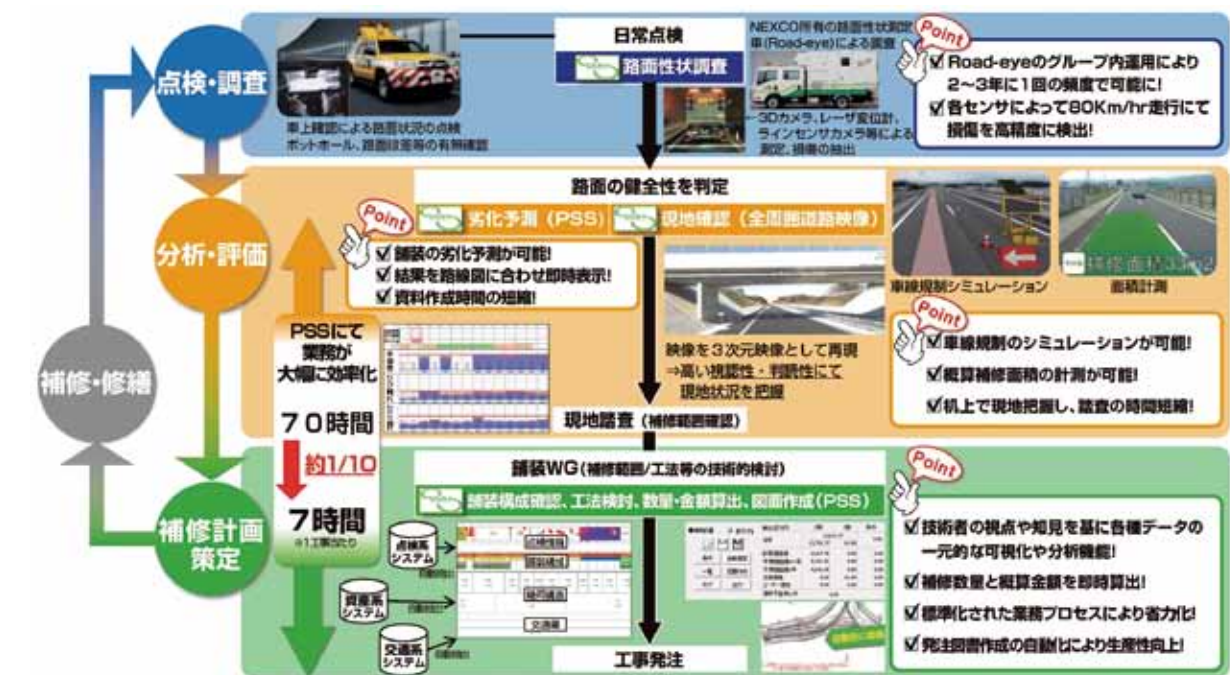 点検・調査
分析・評価
補修・修繕
補修計画
策定
日常点検
路面性状調査
車上確認による路面状況の点検
ポットホール、路面段差等の有無確認
NEXCO所有の路面性状測定
車(Road-eye)による調査
←3Dカメラ、レーザ変位計、
ラインセンサカメラ等による
測定、損傷の抽出
Point
Road-eyeのグループ内運用により
2〜3年に1回の頻度で可能に!
各センサによって80Km/hr走行にて
損傷を高精度に検出!
路面の健全性を判定
劣化予測(PSS)
現地確認(全周囲道路映像)
Point
舗装の劣化予測が可能!
結果を路線図に合わせ即時表示!
資料作成時間の短縮!
映像を3次元映像として再現
⇒高い視認性・判読性にて
現地状況を把握
車線規制シミュレーション
面積計測
Point
車線規制のシミュレーションが可能!
概算補修面積の計測が可能!
机上で現地把握し、踏査の時間短縮!
PSSにて
業務が
大幅に効率化
70時間
約1/10
7時間
※1工事当たり
現地踏査(補修範囲確認)
舗装WG(補修範囲/工法等の技術的検討)
舗装構成確認、工法検討、数量・金額算出、図面作成(PSS)
点検系
システム
資産系
システム
交通系
システム
点検情報
舗装構成
交通量
Point
技術者の視点や知見を基に各種データの
一元的な可視化や分析機能!
補修数量と概算金額を即時算出!
標準化された業務プロセスにより省力化!
発注図書作成の自動化により生産性向上!
工事発注